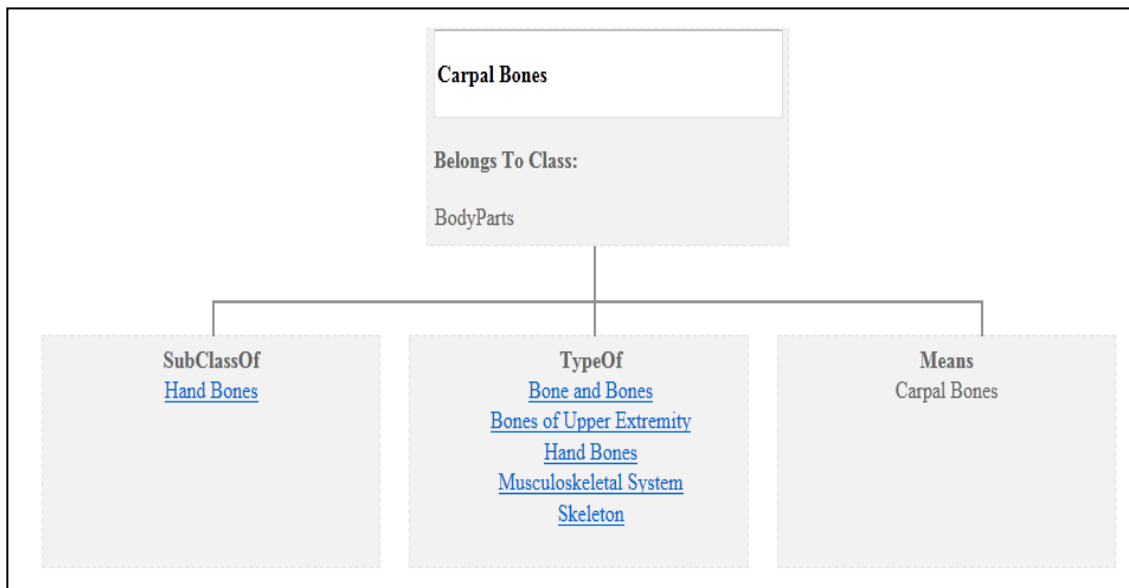 Carpal Bones
Belongs To Class:
BodyParts
SubClassOf
Hand Bones
TypeOf
Bone and Bones
Bones of Upper Extremity
Hand Bones
Musculoskeletal System
Skeleton
Means
Carpal Bones